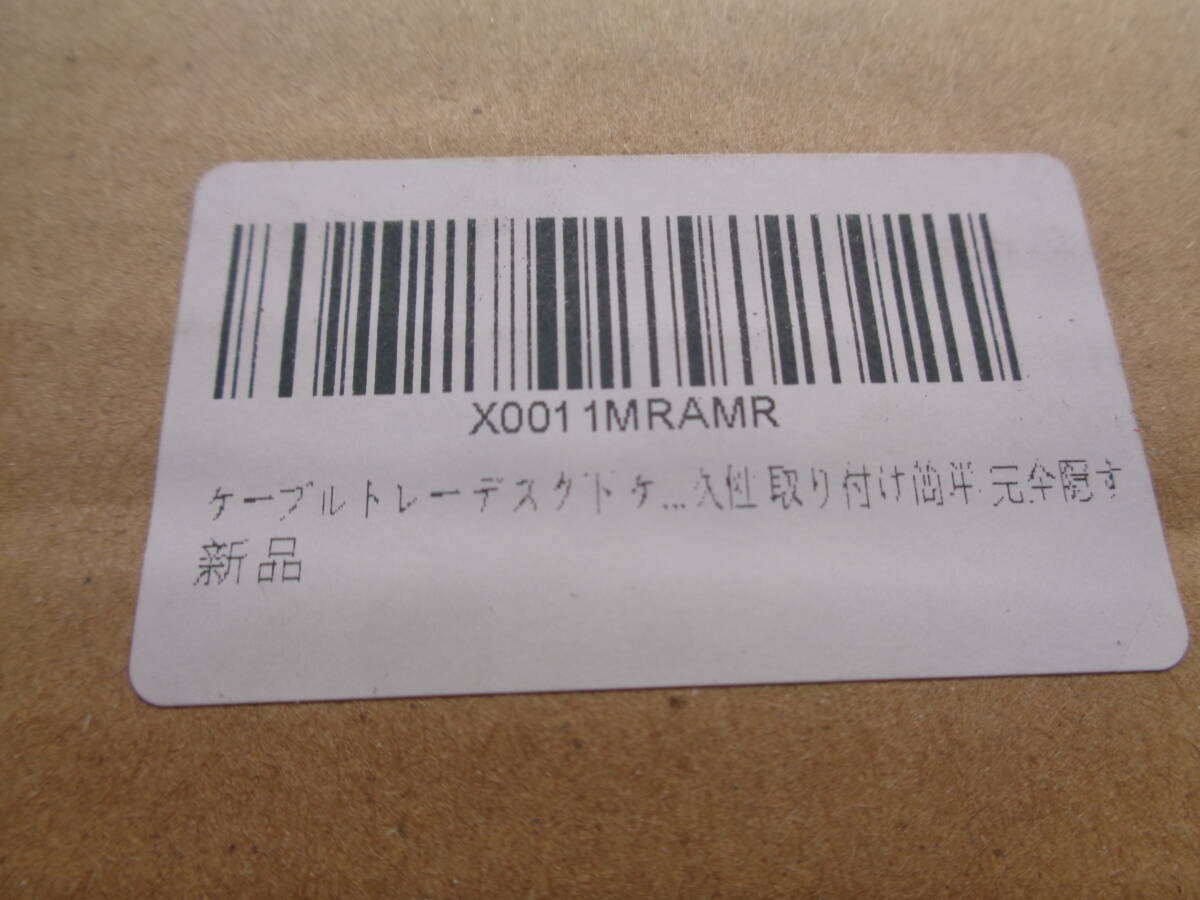 X0011MRAMR
ケーブルトレー デスク下 ケ...久性 取り付け簡単 完全隠す
新品